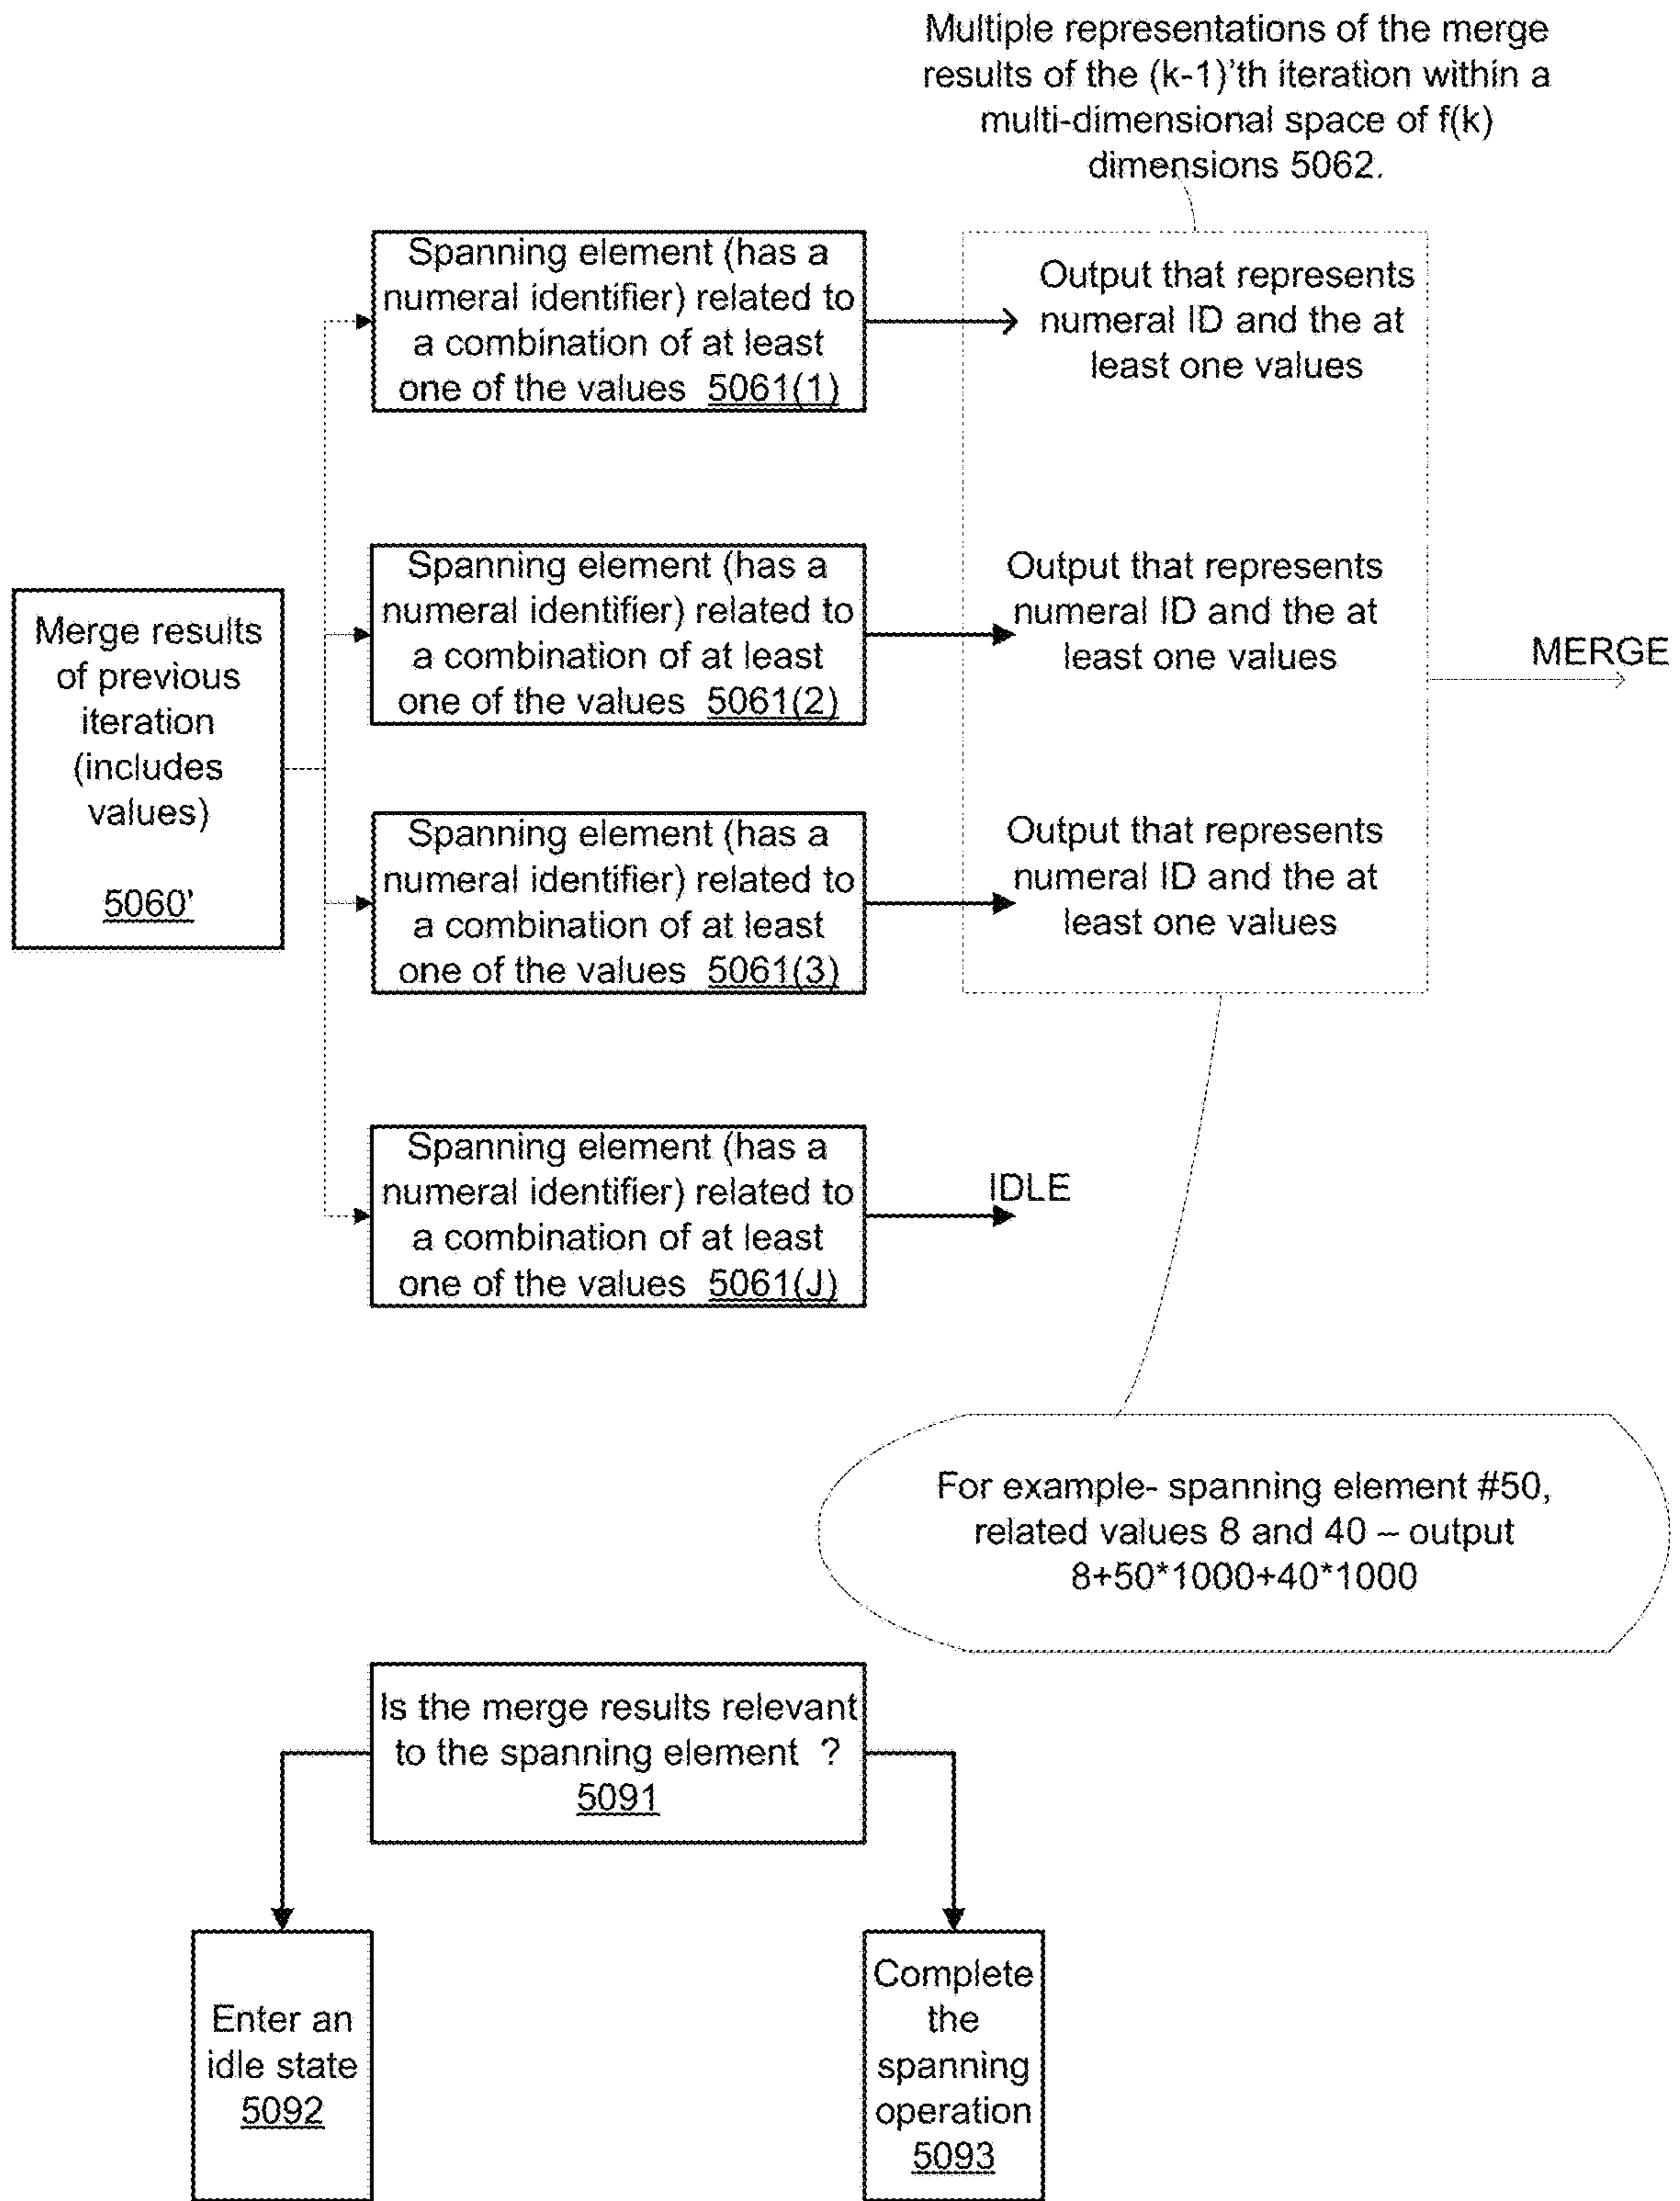 Multiple representations of the merge
results of the (k-1)'th iteration within a
multi-dimensional space of f(k)
dimensions 5062.
Spanning element (has a
numeral identifier) related to
a combination of at least
one of the values 5061(1)
Output that represents
numeral ID and the at
least one values
Merge results
of previous
iteration
(includes
values)
5060'
Spanning element (has a
numeral identifier) related to
a combination of at least
one of the values 5061(2)
Output that represents
numeral ID and the at
least one values
MERGE
Spanning element (has a
numeral identifier) related to
a combination of at least
one of the values 5061(3)
Output that represents
numeral ID and the at
least one values
Spanning element (has a
numeral identifier) related to
a combination of at least
one of the values 5061(J)
IDLE
For example- spanning element #50,
related values 8 and 40 – output
8+50*1000+40*1000
Is the merge results relevant
to the spanning element ?
5091
Enter an
idle state
5092
Complete
the
spanning
operation
5093